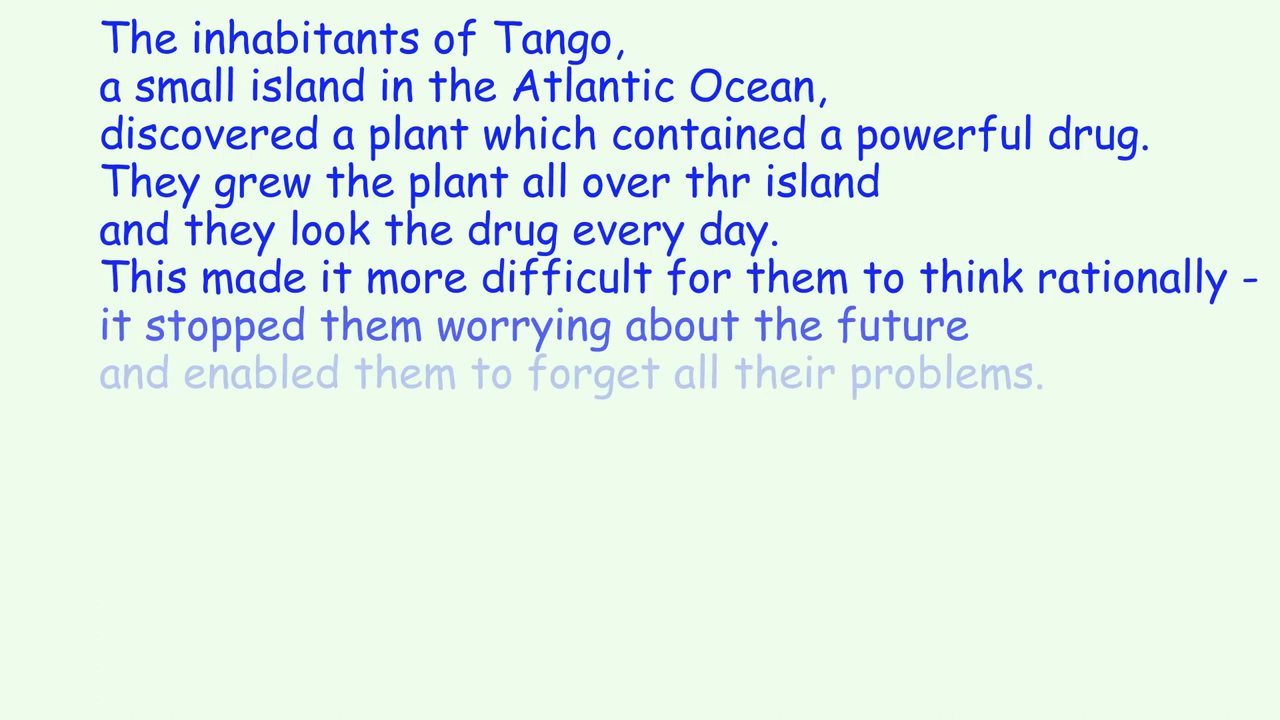 The inhabitants of Tango,
a small island in the Atlantic Ocean,
discovered a plant which contained a powerful drug.
They grew the plant all over thr island
and they look the drug every day.
This made it more difficult for them to think rationally -
it stopped them worrying about the future
and enabled them to forget all their problems.